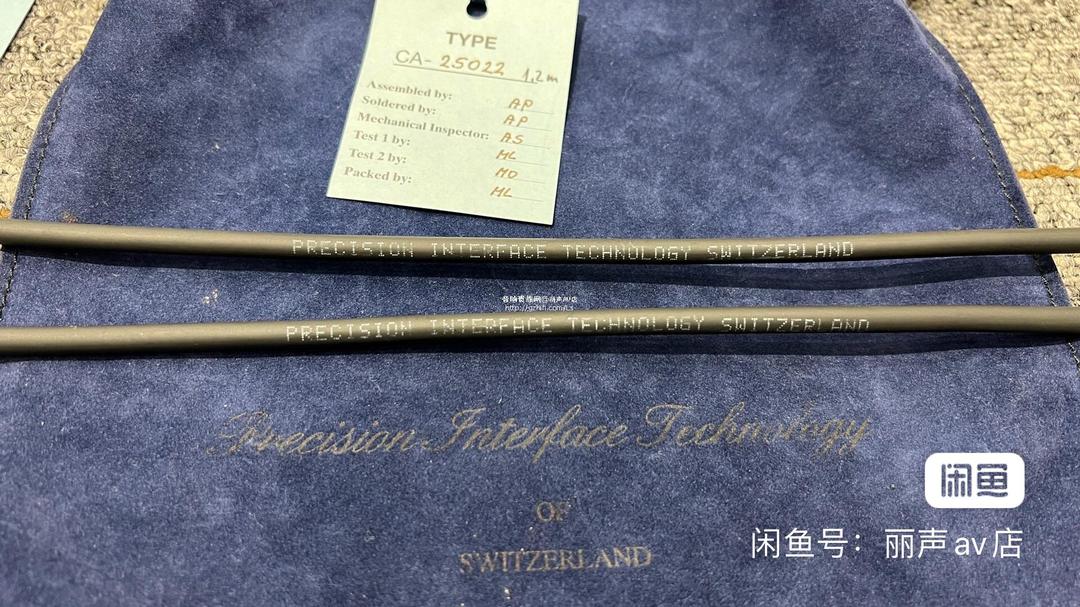 TYPE
CA-25022 1,2m
Assembled by: AP
Soldered by: AP
Mechanical Inspector: AS
Test 1 by: HL
Test 2 by: MO
Packed by: HL
PRECISION INTERFACE TECHNOLOGY SWITZERLAND
PRECISION INTERFACE TECHNOLOGY SWITZERLAND
Precision Interface Technology
OF
SWITZERLAND
闲鱼
闲鱼号：丽声av店